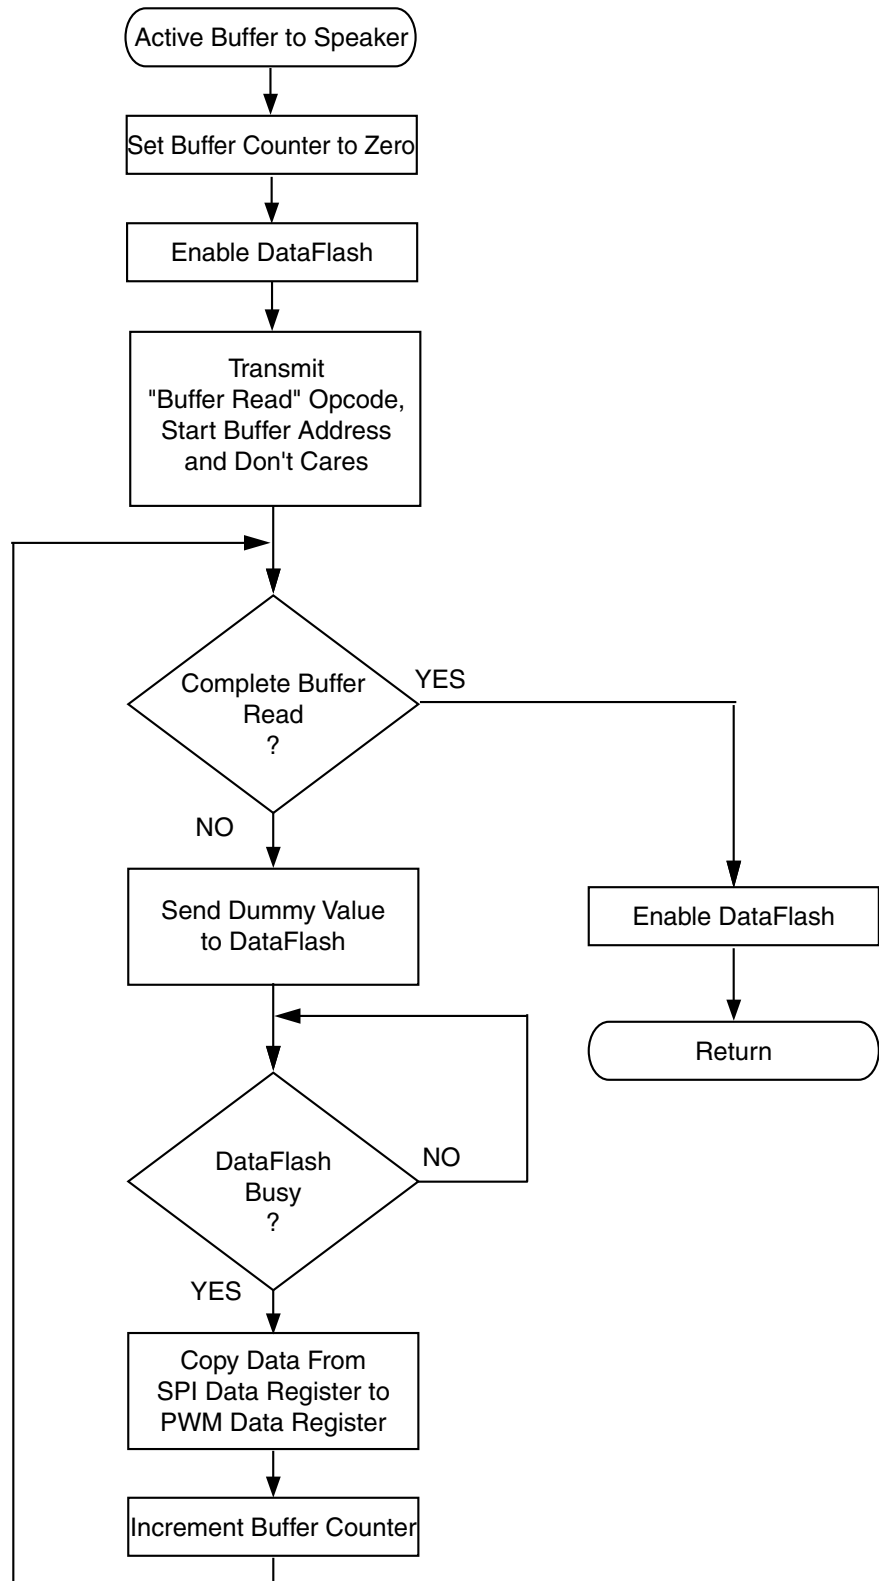 Active Buffer to Speaker
Set Buffer Counter to Zero
Enable DataFlash
Transmit
"Buffer Read" Opcode,
Start Buffer Address
and Don't Cares
Complete Buffer
Read
?
YES
NO
Send Dummy Value
to DataFlash
Enable DataFlash
Return
DataFlash
Busy
?
NO
YES
Copy Data From
SPI Data Register to
PWM Data Register
Increment Buffer Counter